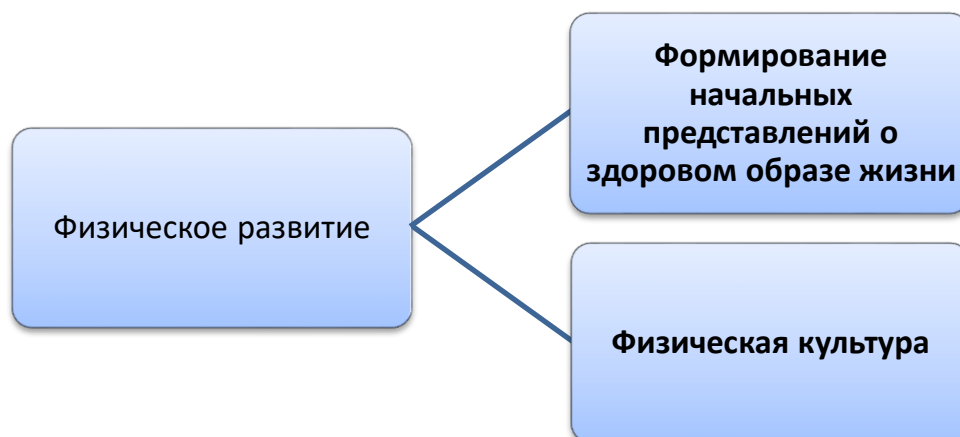 Физическое развитие
Формирование
начальных
представлений о
здоровом образе жизни
Физическая культура